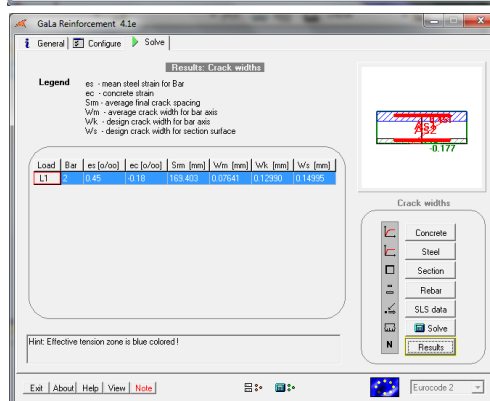 GaLa Reinforcement 4.1e
General Configure Solve
Results: Crack widths
Legend
es - mean steel strain for Bar
ec - concrete strain
Srm - average final crack spacing
Wm - average crack width for bar axis
Wk - design crack width for bar axis
Ws - design crack width for section surface
Load Bar es [o/oo] ec [o/oo] Srm [mm] Wm [mm] Wk [mm] Ws [mm]
L1 2 0.45 -0.18 169.403 0.07641 0.12990 0.14995
AS2
-0.177
Crack widths
Concrete
Steel
Section
Rebar
SLS data
Solve
N Results
Hint: Effective tension zone is blue colored !
Exit About Help View Note Eurocode 2